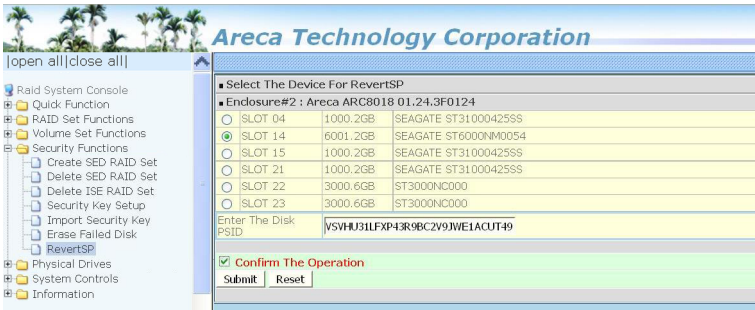 Areca Technology Corporation
|open all|close all|
Raid System Console
Quick Function
RAID Set Functions
Volume Set Functions
Security Functions
Create SED RAID Set
Delete SED RAID Set
Delete ISE RAID Set
Security Key Setup
Import Security Key
Erase Failed Disk
RevertSP
Physical Drives
System Controls
Information
Select The Device For RevertSP
Enclosure#2 : Areca ARC8018 01.24.3F0124
SLOT 04 1000.2GB SEAGATE ST31000425SS
SLOT 14 6001.2GB SEAGATE ST6000NM0054
SLOT 15 1000.2GB SEAGATE ST31000425SS
SLOT 21 1000.2GB SEAGATE ST31000425SS
SLOT 22 3000.6GB ST3000NC000
SLOT 23 3000.6GB ST3000NC000
Enter The Disk PSID VSVHU31LFXP43R9BC2V9JWE1ACUT49
Confirm The Operation
Submit Reset